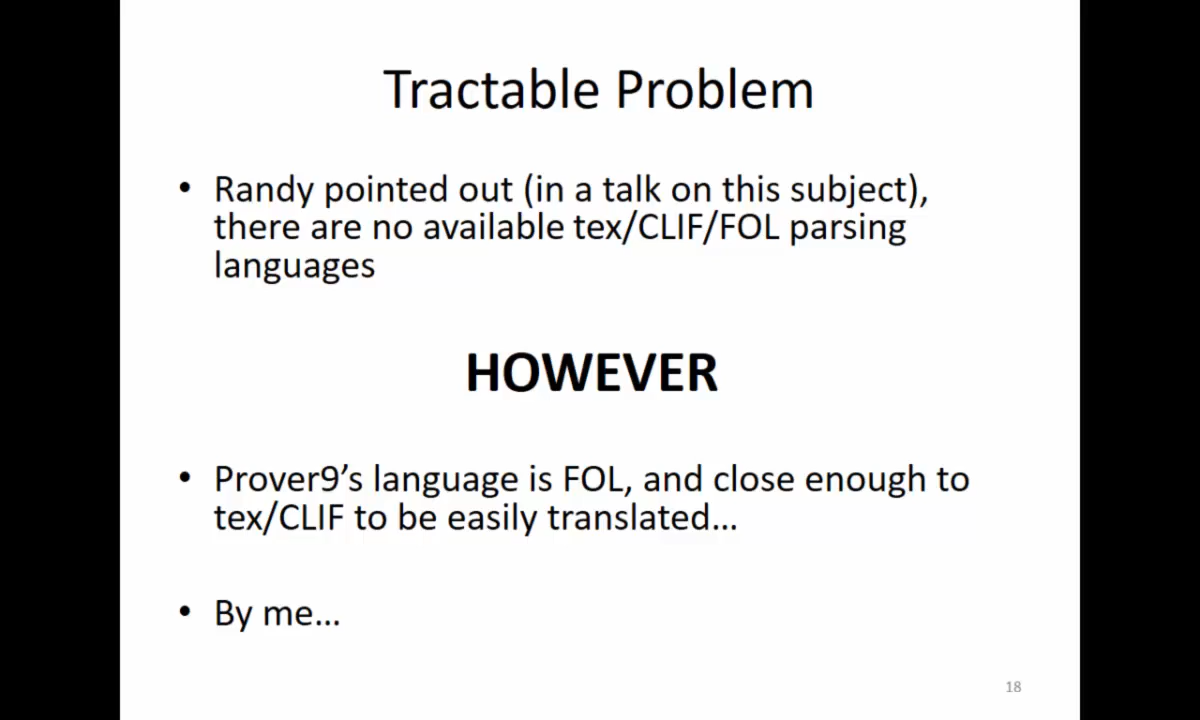 Tractable Problem
• Randy pointed out (in a talk on this subject),
there are no available tex/CLIF/FOL parsing
languages
HOWEVER
• Prover9’s language is FOL, and close enough to
tex/CLIF to be easily translated…
• By me…
18